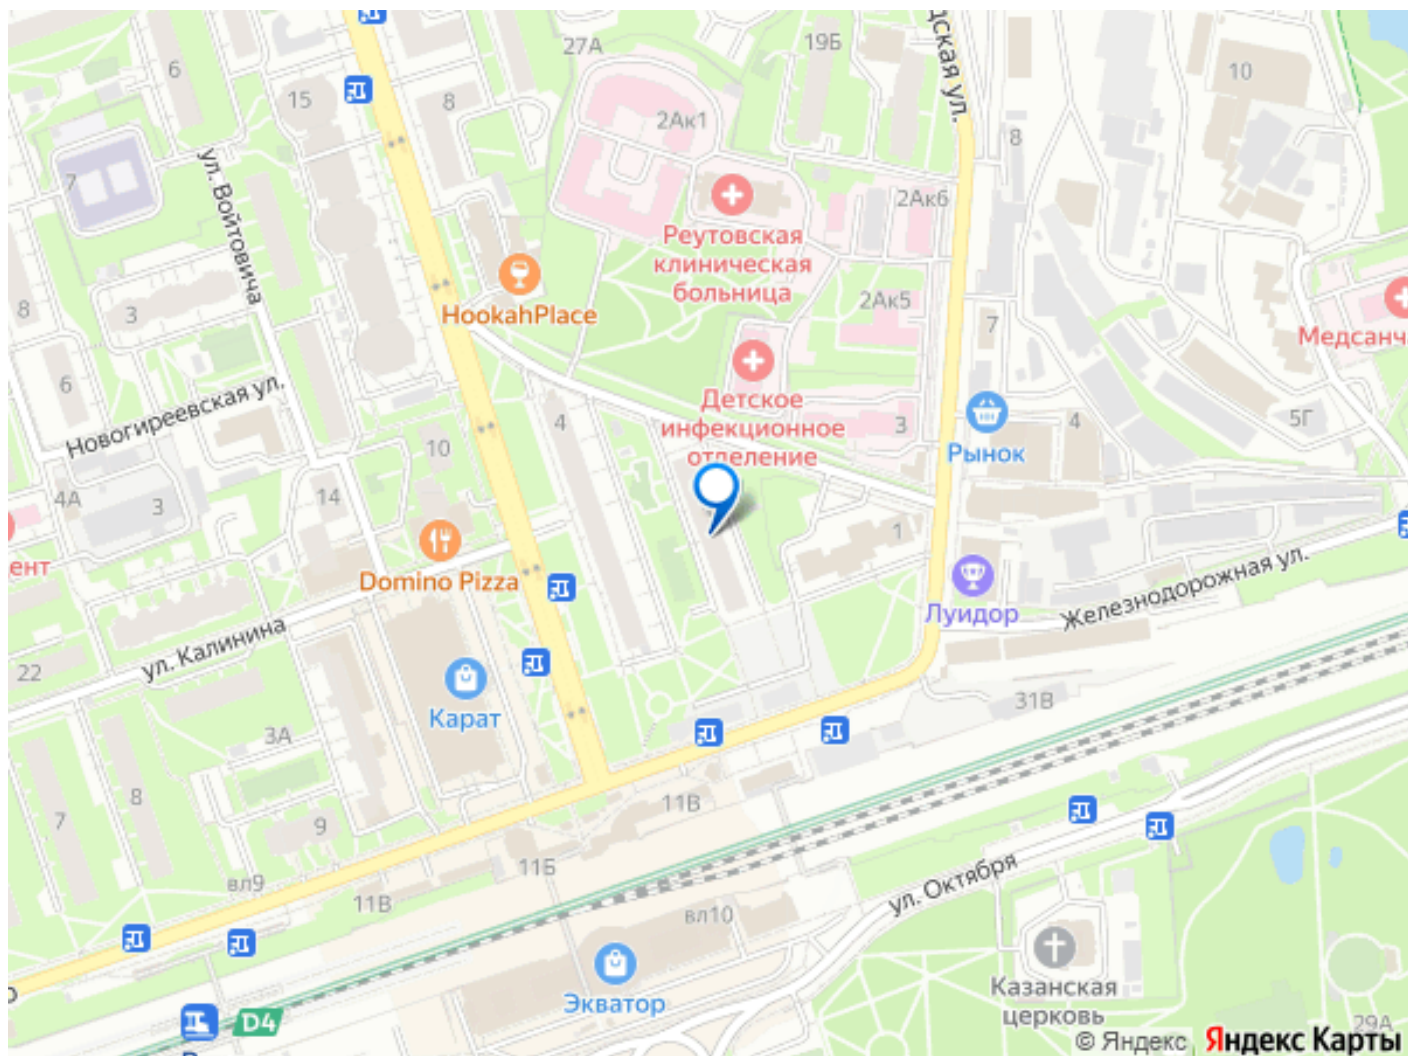 27А
19Б
дская ул.
6
15
8
2Ак1
10
8
7
ул. Войтовича
2Ак6
Реутовская
клиническая
больница
8
3
HookahPlace
2Ак5
7
Медсанч
6
Новогиреевская ул.
4
Детское
инфекционное
отделение
3
4
5Г
Рынок
10
4А
3
14
1
ент
Domino Pizza
Луидор
Железнодорожная ул.
ул. Калинина
22
Карат
31В
3А
7
8
9
11В
11Б
вл9
11В
вл10
ул. Октября
Экватор
Казанская
церковь
29А
D4
© Яндекс Яндекс Карты